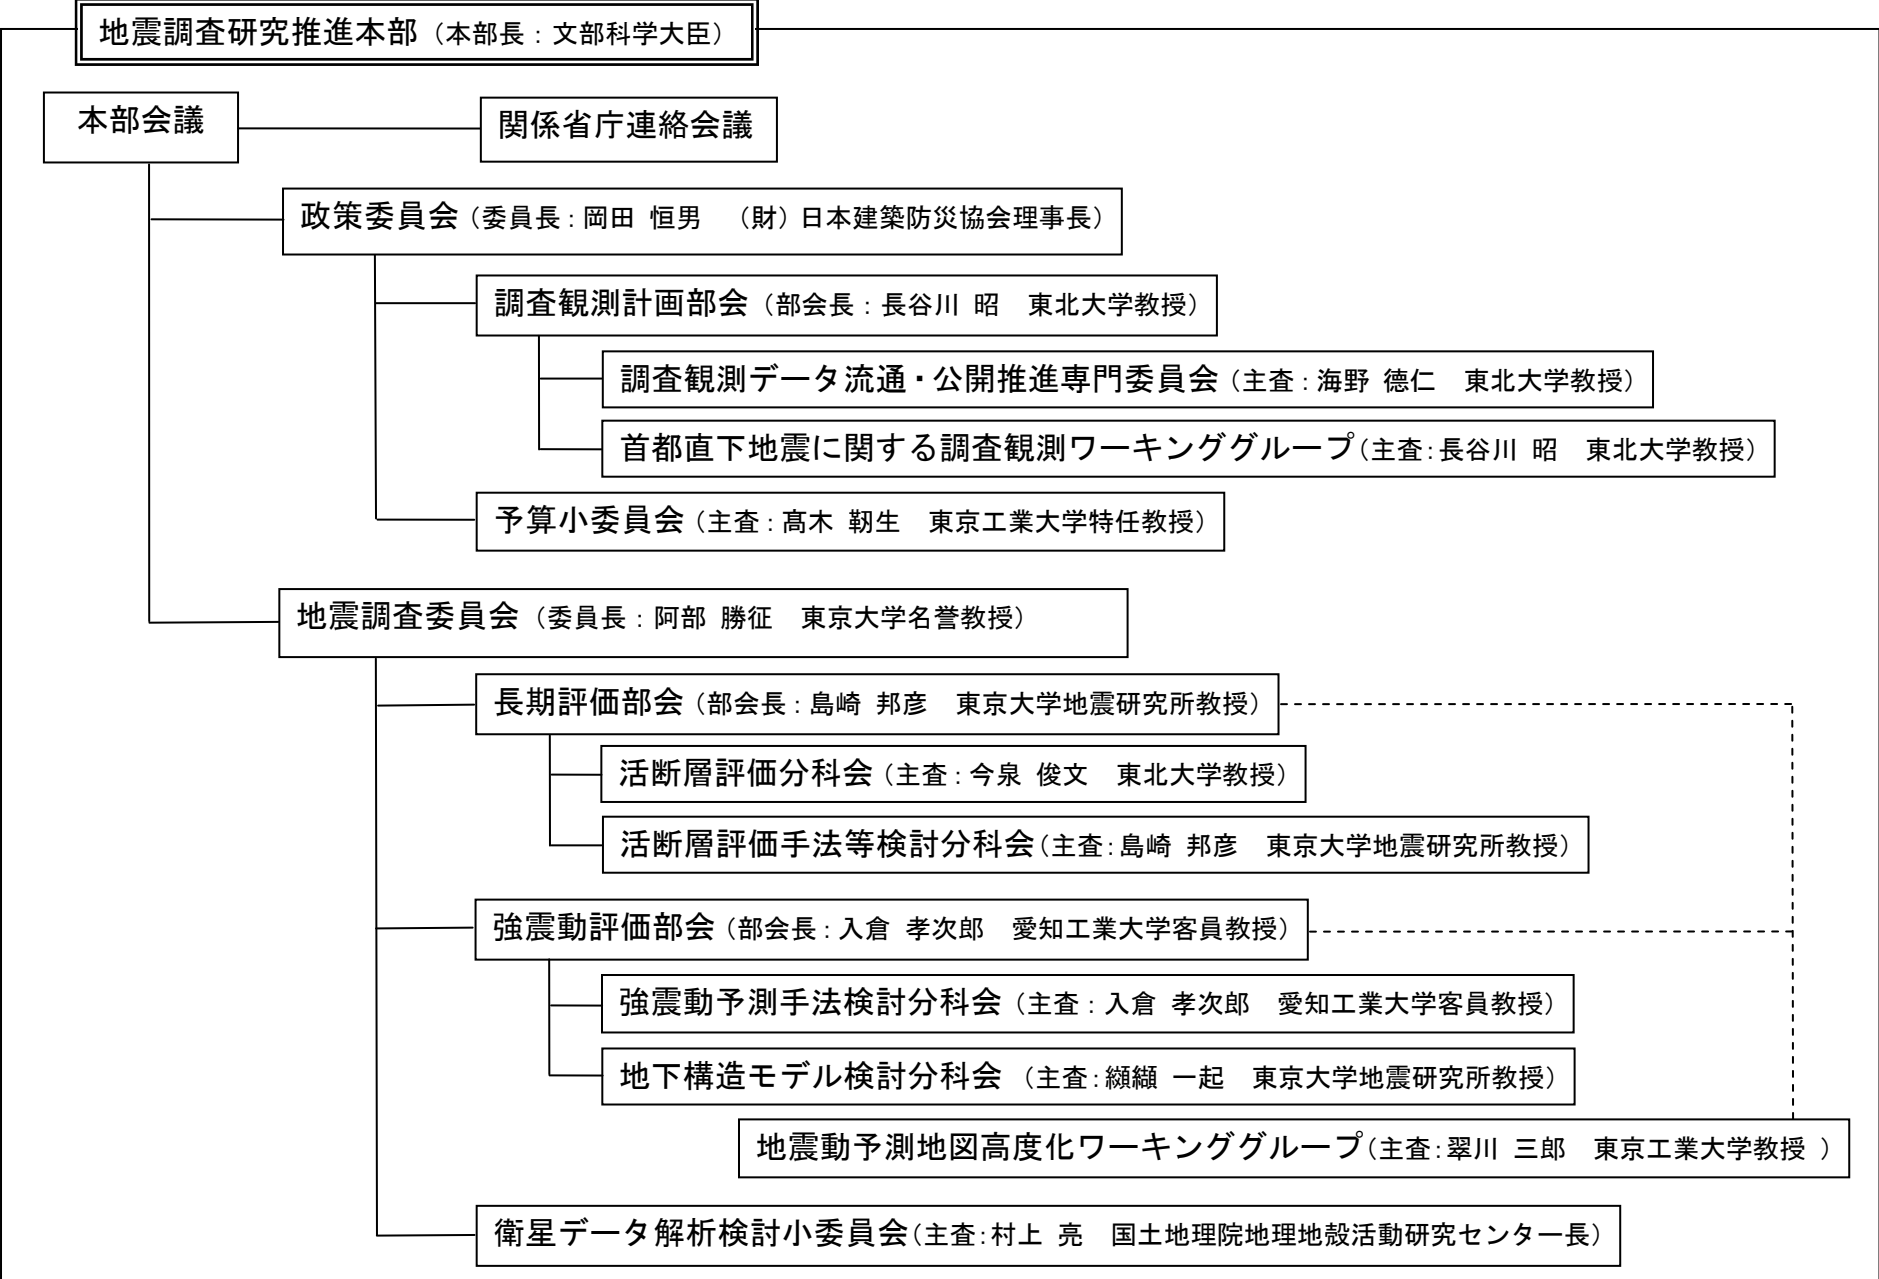 地震調査研究推進本部（本部長：文部科学大臣）
本部会議
関係省庁連絡会議
政策委員会（委員長：岡田 恒男　（財）日本建築防災協会理事長）
調査観測計画部会（部会長：長谷川 昭　東北大学教授）
調査観測データ流通・公開推進専門委員会（主査：海野 徳仁　東北大学教授）
首都直下地震に関する調査観測ワーキンググループ（主査：長谷川 昭　東北大学教授）
予算小委員会（主査：髙木 靱生　東京工業大学特任教授）
地震調査委員会（委員長：阿部 勝征　東京大学名誉教授）
長期評価部会（部会長：島崎 邦彦　東京大学地震研究所教授）
活断層評価分科会（主査：今泉 俊文　東北大学教授）
活断層評価手法等検討分科会（主査：島崎 邦彦　東京大学地震研究所教授）
強震動評価部会（部会長：入倉 孝次郎　愛知工業大学客員教授）
強震動予測手法検討分科会（主査：入倉 孝次郎　愛知工業大学客員教授）
地下構造モデル検討分科会（主査：纐纈 一起　東京大学地震研究所教授）
地震動予測地図高度化ワーキンググループ（主査：翠川 三郎　東京工業大学教授 ）
衛星データ解析検討小委員会（主査：村上 亮　国土地理院地理地殻活動研究センター長）